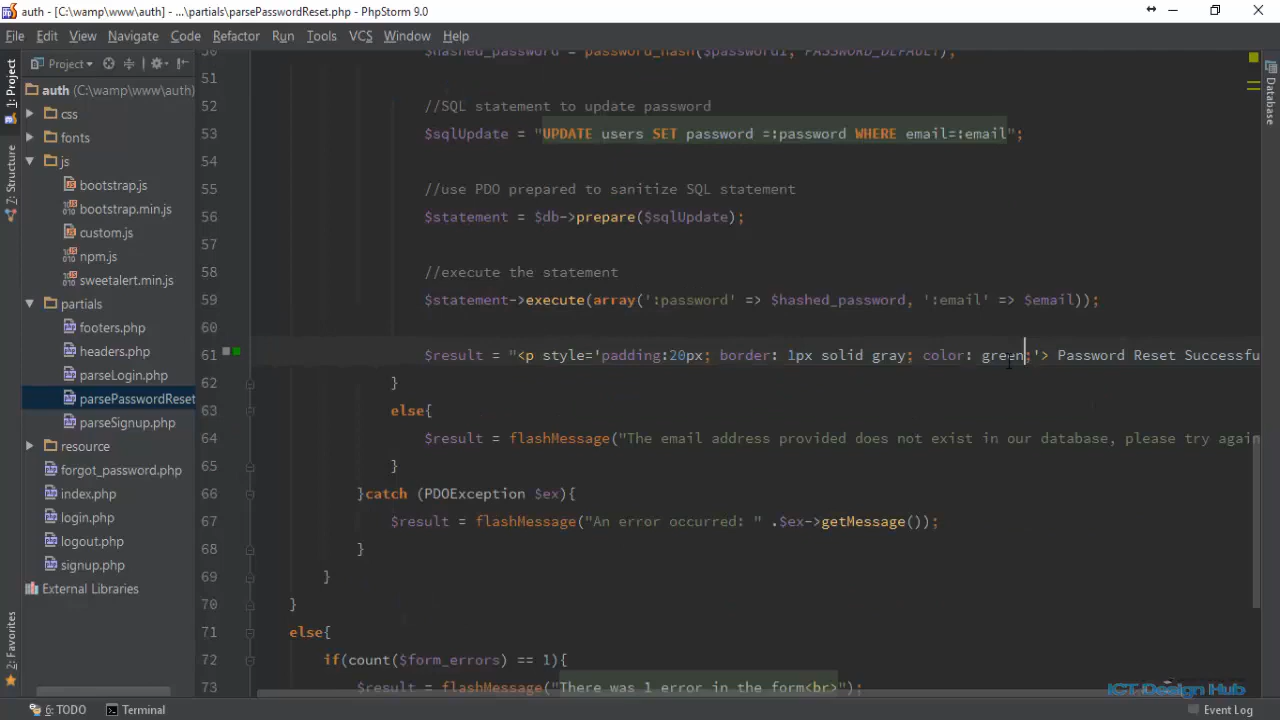 auth - [C:\wamp\www\auth] - ...\partials\parsePasswordReset.php - PhpStorm 9.0
File Edit View Navigate Code Refactor Run Tools VCS Window Help
Project
1: Project
Z: Structure
2: Favorites
Database
auth (C:\wamp\www\auth)
css
fonts
js
bootstrap.js
bootstrap.min.js
custom.js
npm.js
sweetalert.min.js
partials
footers.php
headers.php
parseLogin.php
parsePasswordReset
parseSignup.php
resource
forgot_password.php
index.php
login.php
logout.php
signup.php
External Libraries
50 $hashed_password = password_hash($password1, PASSWORD_DEFAULT);
51
52 //SQL statement to update password
53 $sqlUpdate = "UPDATE users SET password =:password WHERE email=:email";
54
55 //use PDO prepared to sanitize SQL statement
56 $statement = $db->prepare($sqlUpdate);
57
58 //execute the statement
59 $statement->execute(array(':password' => $hashed_password, ':email' => $email));
60
61 $result = "<p style='padding:20px; border: 1px solid gray; color: green;'> Password Reset Successfu
62 }
63 else{
64 $result = flashMessage("The email address provided does not exist in our database, please try again
65 }
66 }catch (PDOException $ex){
67 $result = flashMessage("An error occurred: " .$ex->getMessage());
68 }
69 }
70 }
71 else{
72 if(count($form_errors) == 1){
73 $result = flashMessage("There was 1 error in the form<br>");
ICT Design Hub
6: TODO Terminal Event Log